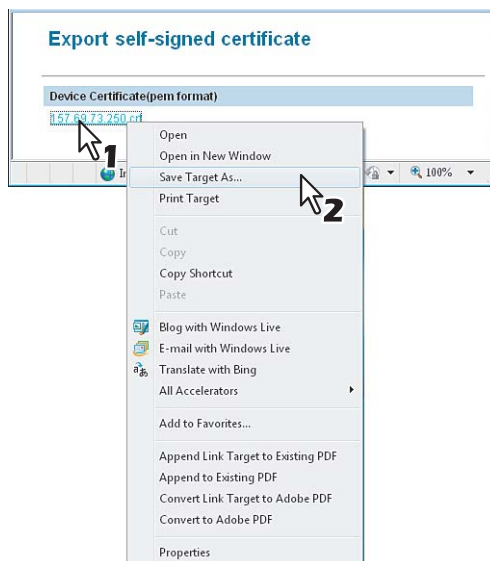 Export self-signed certificate
Device Certificate(pem format)
157.69.73.250.crt
1
Open
Open in New Window
In
Save Target As...
100%
2
Print Target
Cut
Copy
Copy Shortcut
Paste
Blog with Windows Live
E-mail with Windows Live
Translate with Bing
All Accelerators
Add to Favorites...
Append Link Target to Existing PDF
Append to Existing PDF
Convert Link Target to Adobe PDF
Convert to Adobe PDF
Properties